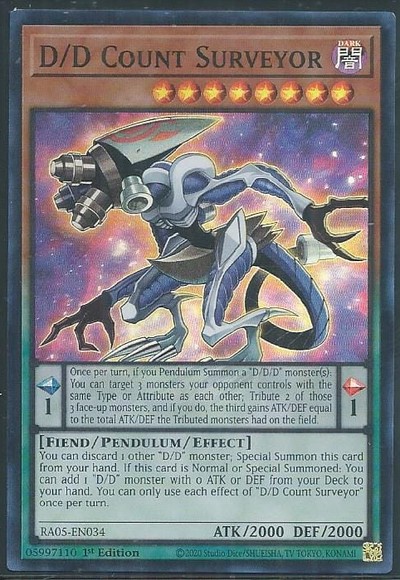 D/D Count Surveyor
DARK
闇
Once per turn, if you Pendulum Summon a "D/D/D" monster(s):
You can target 3 monsters your opponent controls with the
same Type or Attribute as each other; Tribute 2 of those
3 face-up monsters, and if you do, the third gains ATK/DEF equal
to the total ATK/DEF the Tributed monsters had on the field.
1
1
[Fiend/Pendulum/Effect]
You can discard 1 other "D/D" monster; Special Summon this card
from your hand. If this card is Normal or Special Summoned: You
can add 1 "D/D" monster with 0 ATK or DEF from your Deck to
your hand. You can only use each effect of "D/D Count Surveyor"
once per turn.
RA05-EN034
ATK/2000 DEF/2000
05997110 1st Edition
©2020 Studio Dice/SHUEISHA, TV TOKYO, KONAMI